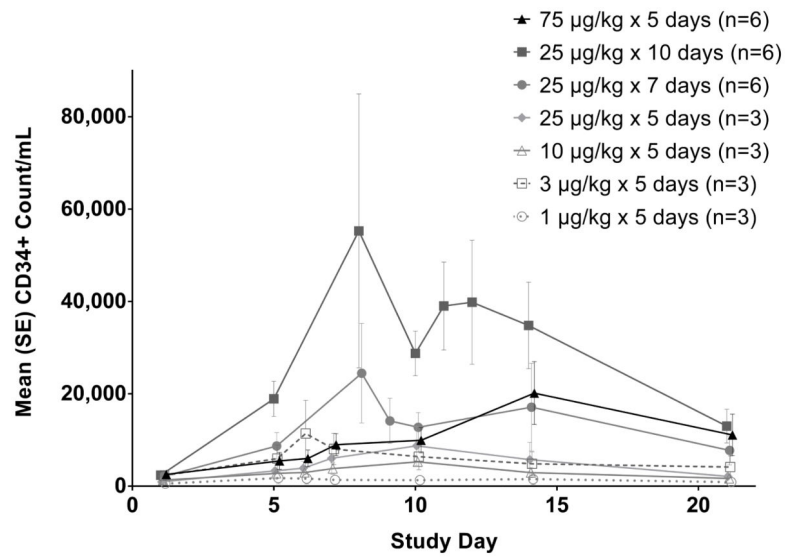 75 µg/kg x 5 days (n=6)
25 µg/kg x 10 days (n=6)
25 µg/kg x 7 days (n=6)
25 µg/kg x 5 days (n=3)
10 µg/kg x 5 days (n=3)
3 µg/kg x 5 days (n=3)
1 µg/kg x 5 days (n=3)
Mean (SE) CD34+ Count/mL
80,000
60,000
40,000
20,000
0
0
5
10
15
20
Study Day